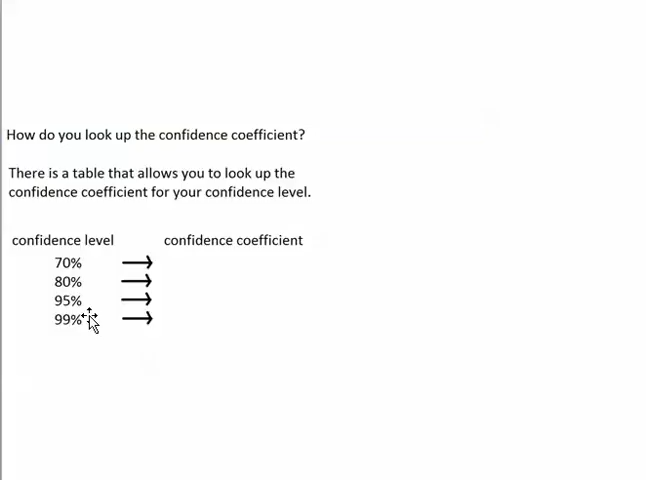 How do you look up the confidence coefficient?
There is a table that allows you to look up the
confidence coefficient for your confidence level.
confidence level confidence coefficient
70%
80%
95%
99%